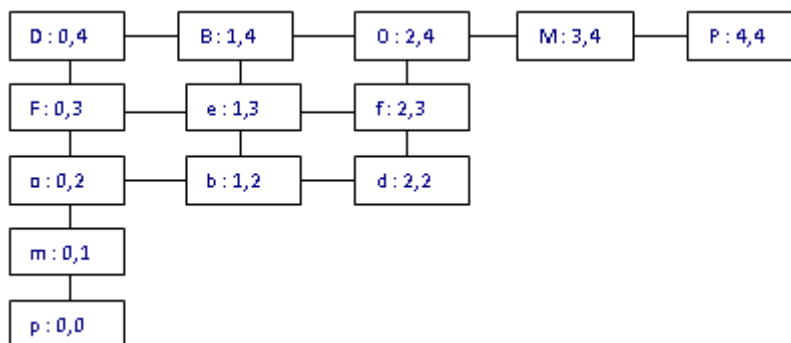 D : 0,4 B : 1,4 O : 2,4 M : 3,4 P : 4,4
F : 0,3 e : 1,3 f : 2,3
a : 0,2 b : 1,2 d : 2,2
m : 0,1
p : 0,0